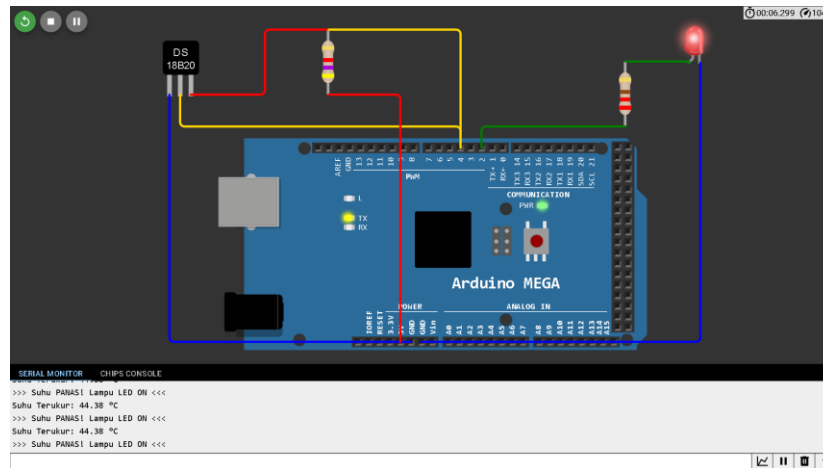 00:06.299 104
DS
18B20
AREF
GND
13
12
11
10
9
8
7
6
5
4
3
2
TX→ 1
RX← 0
TX3 14
RX3 15
TX2 16
RX2 17
TX1 18
RX1 19
SDA 20
SCL 21
PWM
COMMUNICATION
PWR
L
TX
RX
Arduino MEGA
POWER
ANALOG IN
IOREF
RESET
3.3V
5V
GND
GND
Vin
A0
A1
A2
A3
A4
A5
A6
A7
A8
A9
A10
A11
A12
A13
A14
A15
SERIAL MONITOR CHIPS CONSOLE
>>> Suhu PANAS! Lampu LED ON <<<
Suhu Terukur: 44.38 °C
>>> Suhu PANAS! Lampu LED ON <<<
Suhu Terukur: 44.38 °C
>>> Suhu PANAS! Lampu LED ON <<<